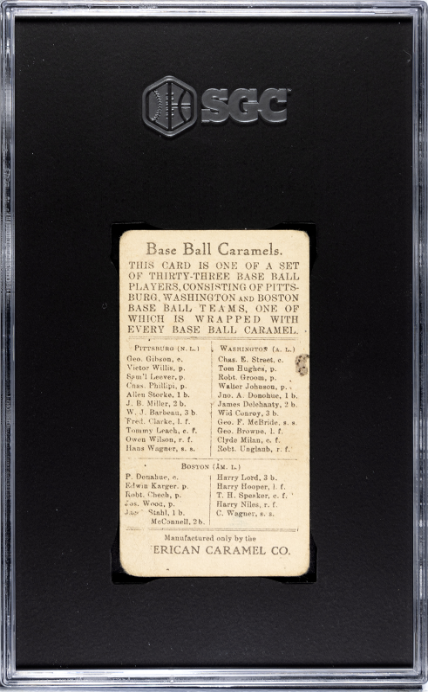 SGC
Base Ball Caramels.
THIS CARD IS ONE OF A SET
OF THIRTY-THREE BASE BALL
PLAYERS, CONSISTING OF PITTS-
BURG, WASHINGTON AND BOSTON
BASE BALL TEAMS, ONE OF
WHICH IS WRAPPED WITH
EVERY BASE BALL CARAMEL.
PITTSBURG (N. L.)
Geo. Gibson, c.
Victor Willis, p.
Sam'l Leever, p.
Chas. Phillip, p.
Allen Storke, 1 b.
J. B. Miller, 2 b.
W. J. Barbeau, 3 b.
Fred. Clarke, l. f.
Tommy Leach, c. f.
Owen Wilson, r. f.
Hans Wagner, s. s.
WASHINGTON (A. L.)
Chas. E. Street, c.
Tom Hughes, p.
Robt. Groom, p.
Walter Johnson, p.
Jno. A. Donohue, 1 b.
James Delehanty, 2 b.
Wid Conroy, 3 b.
Geo. F. McBride, s. s.
Geo. Browne, l. f.
Clyde Milan, c. f.
Robt. Unglaub, r. f.
BOSTON (AM. L.)
P. Donahue, c.
Edwin Karger, p.
Robt. Chech, p.
Jos. Wood, p.
Stahl, 1 b.
McConnell, 2 b.
Harry Lord, 3 b.
Harry Hooper, l. f.
T. H. Speaker, c. f.
Harry Niles, r. f.
C. Wagner, s. s.
Manufactured only by the
ERICAN CARAMEL CO.